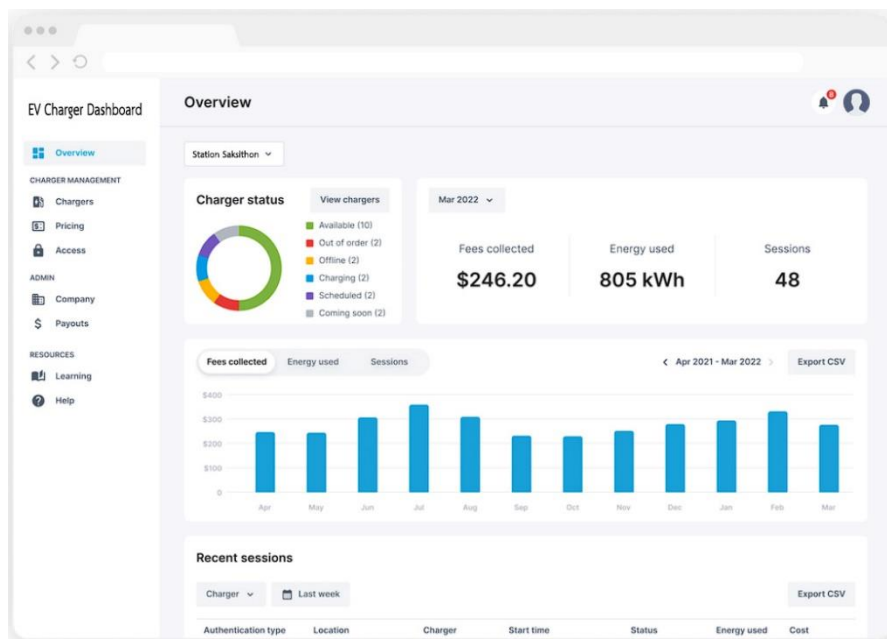 EV Charger Dashboard
Overview
8
Overview
CHARGER MANAGEMENT
Chargers
Pricing
Access
ADMIN
Company
Payouts
RESOURCES
Learning
Help
Station Saksithon
Charger status
View chargers
Available (10)
Out of order (2)
Offline (2)
Charging (2)
Scheduled (2)
Coming soon (2)
Mar 2022
Fees collected
$246.20
Energy used
805 kWh
Sessions
48
Fees collected Energy used Sessions
Apr 2021 - Mar 2022
Export CSV
$400
$300
$200
$100
0
Apr May Jun Jul Aug Sep Oct Nov Dec Jan Feb Mar
Recent sessions
Charger Last week Export CSV
Authentication type Location Charger Start time Status Energy used Cost